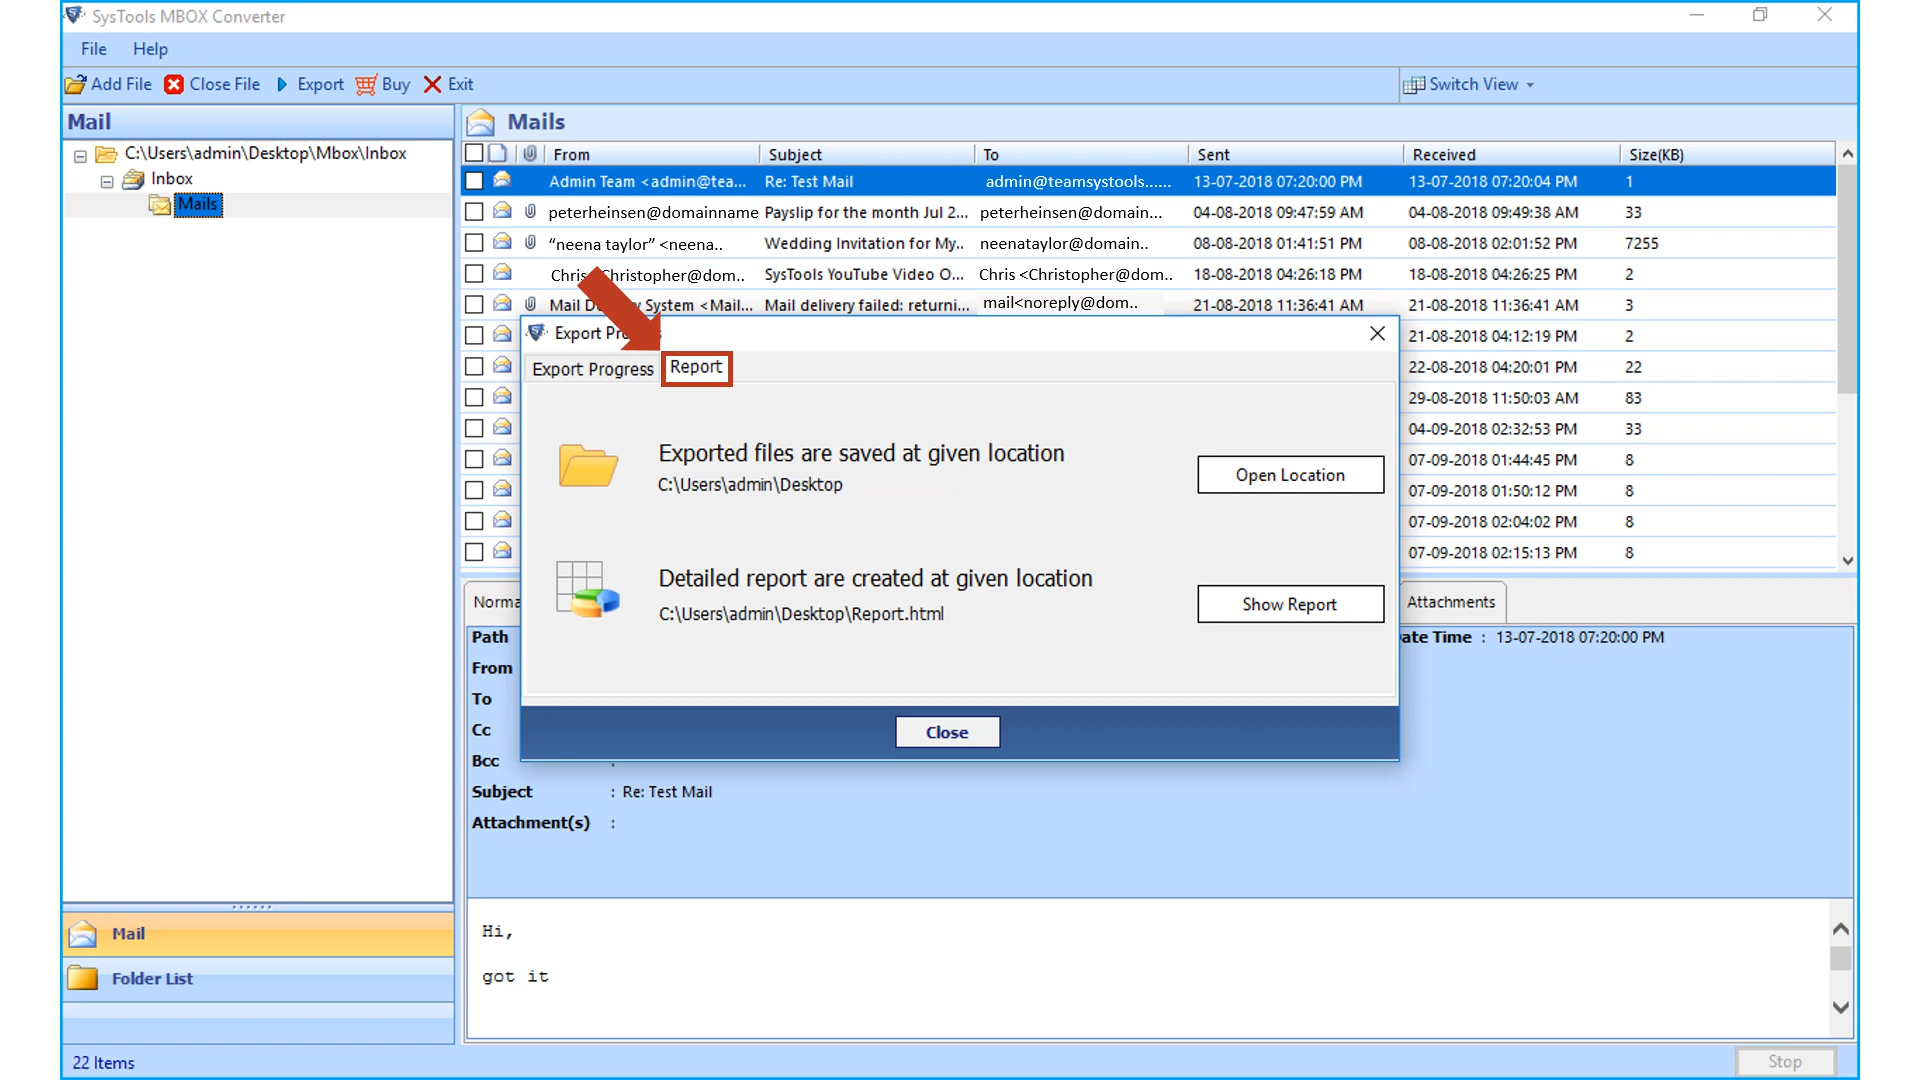 SysTools MBOX Converter
File Help
Add File Close File Export Buy Exit Switch View
Mail
C:\Users\admin\Desktop\Mbox\Inbox
Inbox
Mails
Mails
From Subject To Sent Received Size(KB)
Admin Team <admin@tea... Re: Test Mail admin@teamsystools...... 13-07-2018 07:20:00 PM 13-07-2018 07:20:04 PM 1
peterheinsen@domainname Payslip for the month Jul 2... peterheinsen@domain... 04-08-2018 09:47:59 AM 04-08-2018 09:49:38 AM 33
“neena taylor” <neena.. Wedding Invitation for My.. neenataylor@domain.. 08-08-2018 01:41:51 PM 08-08-2018 02:01:52 PM 7255
Chris Christopher@dom.. SysTools YouTube Video O... Chris <Christopher@dom.. 18-08-2018 04:26:18 PM 18-08-2018 04:26:25 PM 2
Mail System <Mail... Mail delivery failed: returni... mail<noreply@dom.. 21-08-2018 11:36:41 AM 21-08-2018 11:36:41 AM 3
21-08-2018 04:12:19 PM 2
22-08-2018 04:20:01 PM 22
29-08-2018 11:50:03 AM 83
04-09-2018 02:32:53 PM 33
07-09-2018 01:44:45 PM 8
07-09-2018 01:50:12 PM 8
07-09-2018 02:04:02 PM 8
07-09-2018 02:15:13 PM 8
Export
Export Progress Report
Exported files are saved at given location
C:\Users\admin\Desktop
Open Location
Detailed report are created at given location
C:\Users\admin\Desktop\Report.html
Show Report
Close
Norma Attachments
Path ate Time : 13-07-2018 07:20:00 PM
From
To
Cc
Bcc :
Subject : Re: Test Mail
Attachment(s) :
Hi,
got it
Mail
Folder List
22 Items
Stop